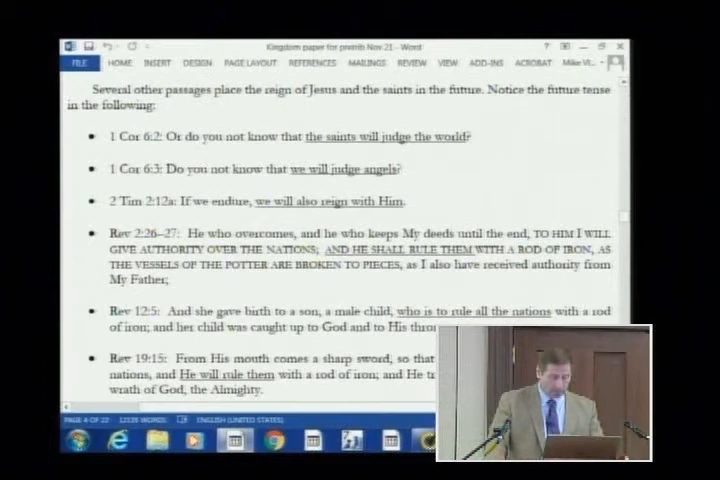 Kingdom paper for pretrib Nov 21 - Word
FILE HOME INSERT DESIGN PAGE LAYOUT REFERENCES MAILINGS REVIEW VIEW ADD-INS ACROBAT Mike Vl...
Several other passages place the reign of Jesus and the saints in the future. Notice the future tense
in the following:
• 1 Cor 6:2: Or do you not know that the saints will judge the world?
• 1 Cor 6:3: Do you not know that we will judge angels?
• 2 Tim 2:12a: If we endure, we will also reign with Him.
• Rev 2:26–27: He who overcomes, and he who keeps My deeds until the end, TO HIM I WILL
GIVE AUTHORITY OVER THE NATIONS; AND HE SHALL RULE THEM WITH A ROD OF IRON, AS
THE VESSELS OF THE POTTER ARE BROKEN TO PIECES, as I also have received authority from
My Father;
• Rev 12:5: And she gave birth to a son, a male child, who is to rule all the nations with a rod
of iron; and her child was caught up to God and to His thro
• Rev 19:15: From His mouth comes a sharp sword, so that
nations, and He will rule them with a rod of iron; and He tr
wrath of God, the Almighty.
PAGE 4 OF 22 ENGLISH (UNITED STATES)